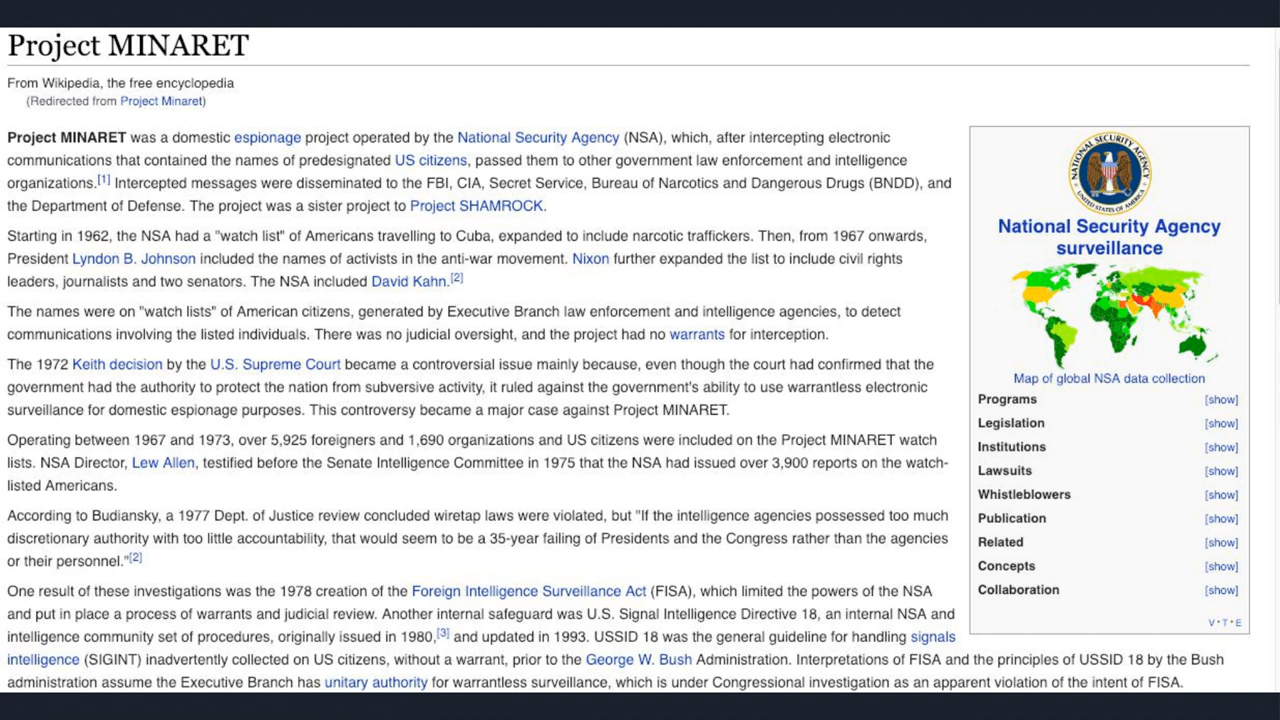 Project MINARET
From Wikipedia, the free encyclopedia
(Redirected from Project Minaret)
Project MINARET was a domestic espionage project operated by the National Security Agency (NSA), which, after intercepting electronic
communications that contained the names of predesignated US citizens, passed them to other government law enforcement and intelligence
organizations.[1] Intercepted messages were disseminated to the FBI, CIA, Secret Service, Bureau of Narcotics and Dangerous Drugs (BNDD), and
the Department of Defense. The project was a sister project to Project SHAMROCK.
Starting in 1962, the NSA had a "watch list" of Americans travelling to Cuba, expanded to include narcotic traffickers. Then, from 1967 onwards,
President Lyndon B. Johnson included the names of activists in the anti-war movement. Nixon further expanded the list to include civil rights
leaders, journalists and two senators. The NSA included David Kahn.[2]
The names were on "watch lists" of American citizens, generated by Executive Branch law enforcement and intelligence agencies, to detect
communications involving the listed individuals. There was no judicial oversight, and the project had no warrants for interception.
The 1972 Keith decision by the U.S. Supreme Court became a controversial issue mainly because, even though the court had confirmed that the
government had the authority to protect the nation from subversive activity, it ruled against the government's ability to use warrantless electronic
surveillance for domestic espionage purposes. This controversy became a major case against Project MINARET.
Operating between 1967 and 1973, over 5,925 foreigners and 1,690 organizations and US citizens were included on the Project MINARET watch
lists. NSA Director, Lew Allen, testified before the Senate Intelligence Committee in 1975 that the NSA had issued over 3,900 reports on the watch-
listed Americans.
According to Budiansky, a 1977 Dept. of Justice review concluded wiretap laws were violated, but "If the intelligence agencies possessed too much
discretionary authority with too little accountability, that would seem to be a 35-year failing of Presidents and the Congress rather than the agencies
or their personnel."[2]
One result of these investigations was the 1978 creation of the Foreign Intelligence Surveillance Act (FISA), which limited the powers of the NSA
and put in place a process of warrants and judicial review. Another internal safeguard was U.S. Signal Intelligence Directive 18, an internal NSA and
intelligence community set of procedures, originally issued in 1980,[3] and updated in 1993. USSID 18 was the general guideline for handling signals
intelligence (SIGINT) inadvertently collected on US citizens, without a warrant, prior to the George W. Bush Administration. Interpretations of FISA and the principles of USSID 18 by the Bush
administration assume the Executive Branch has unitary authority for warrantless surveillance, which is under Congressional investigation as an apparent violation of the intent of FISA.
NATIONAL SECURITY AGENCY
UNITED STATES OF AMERICA
National Security Agency
surveillance
Map of global NSA data collection
Programs [show]
Legislation [show]
Institutions [show]
Lawsuits [show]
Whistleblowers [show]
Publication [show]
Related [show]
Concepts [show]
Collaboration [show]
V · T · E